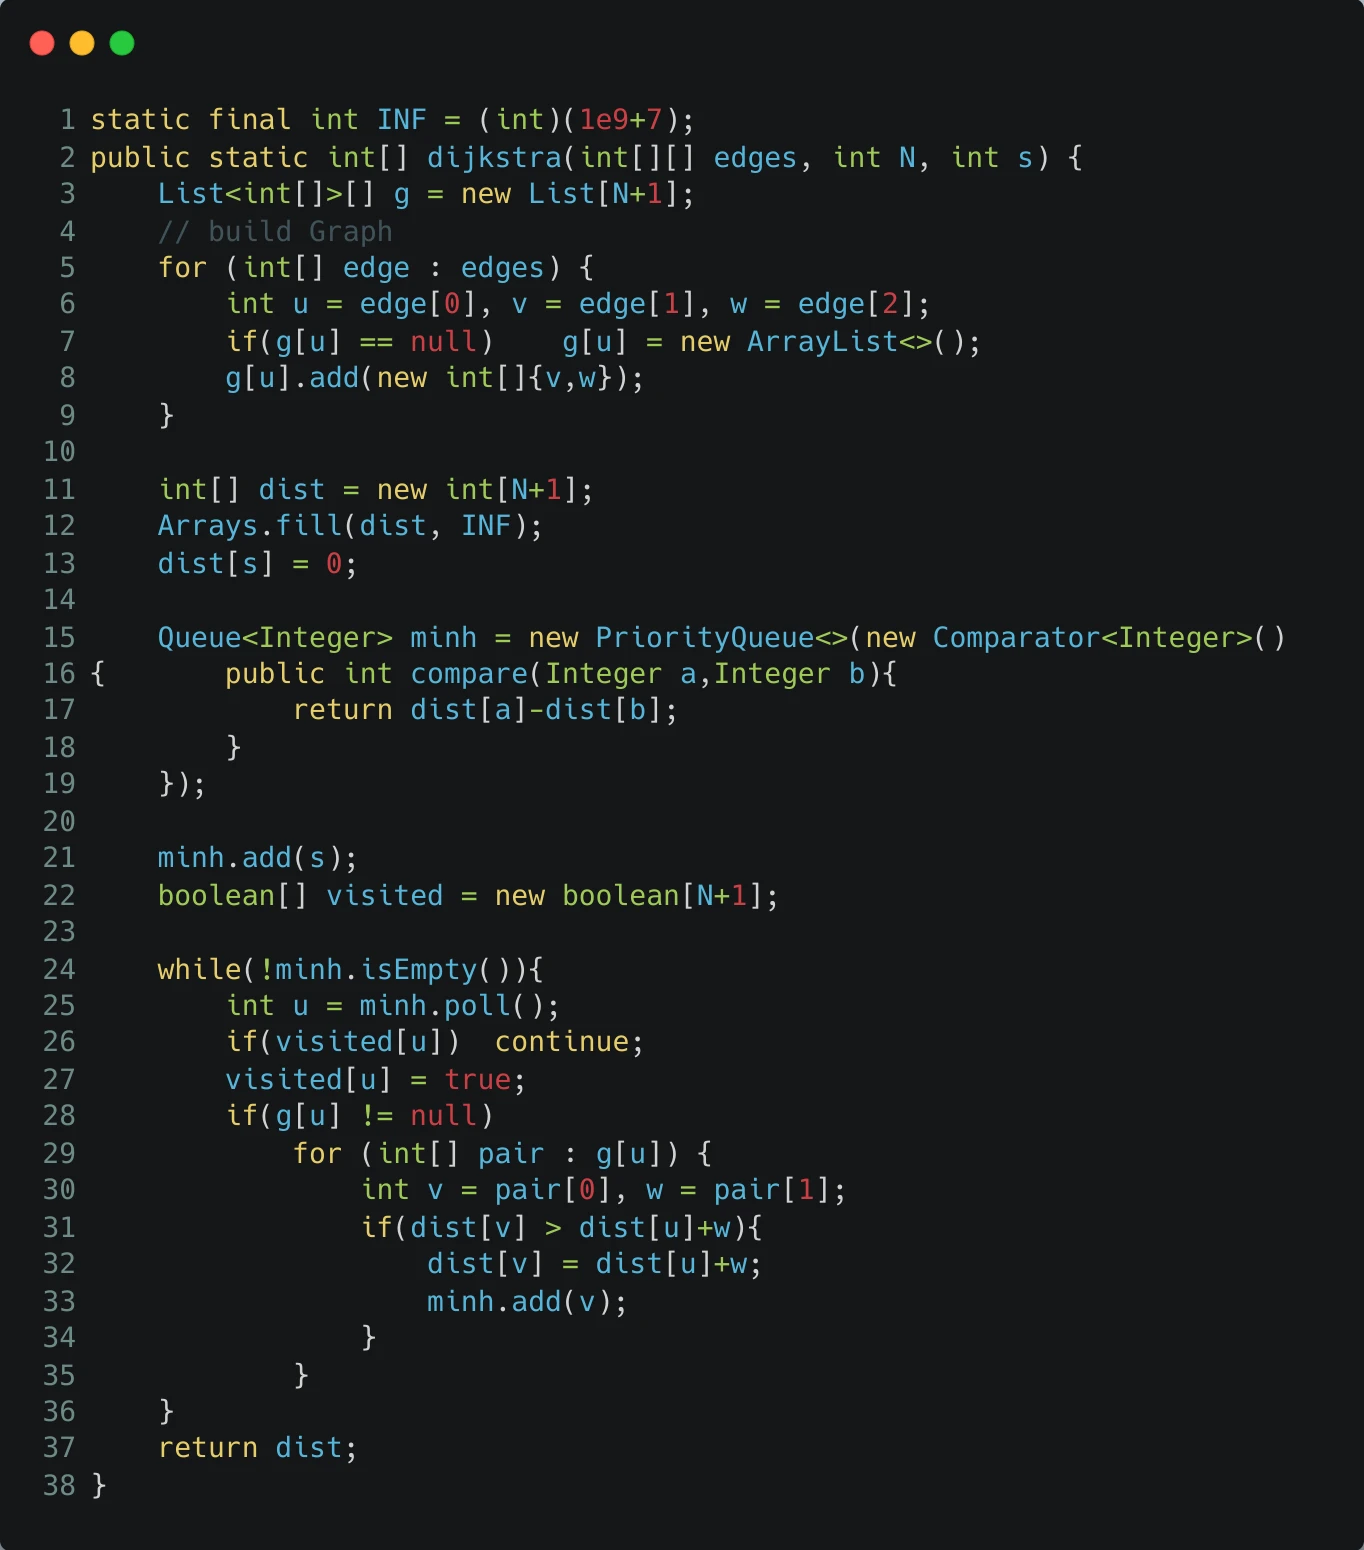 1 static final int INF = (int)(1e9+7);
2 public static int[] dijkstra(int[][] edges, int N, int s) {
3     List<int[]>[] g = new List[N+1];
4     // build Graph
5     for (int[] edge : edges) {
6         int u = edge[0], v = edge[1], w = edge[2];
7         if(g[u] == null)    g[u] = new ArrayList<>();
8         g[u].add(new int[]{v,w});
9     }
10
11     int[] dist = new int[N+1];
12     Arrays.fill(dist, INF);
13     dist[s] = 0;
14
15     Queue<Integer> minh = new PriorityQueue<>(new Comparator<Integer>()
16 {       public int compare(Integer a,Integer b){
17             return dist[a]-dist[b];
18         }
19     });
20
21     minh.add(s);
22     boolean[] visited = new boolean[N+1];
23
24     while(!minh.isEmpty()){
25         int u = minh.poll();
26         if(visited[u])  continue;
27         visited[u] = true;
28         if(g[u] != null)
29             for (int[] pair : g[u]) {
30                 int v = pair[0], w = pair[1];
31                 if(dist[v] > dist[u]+w){
32                     dist[v] = dist[u]+w;
33                     minh.add(v);
34                 }
35             }
36     }
37     return dist;
38 }